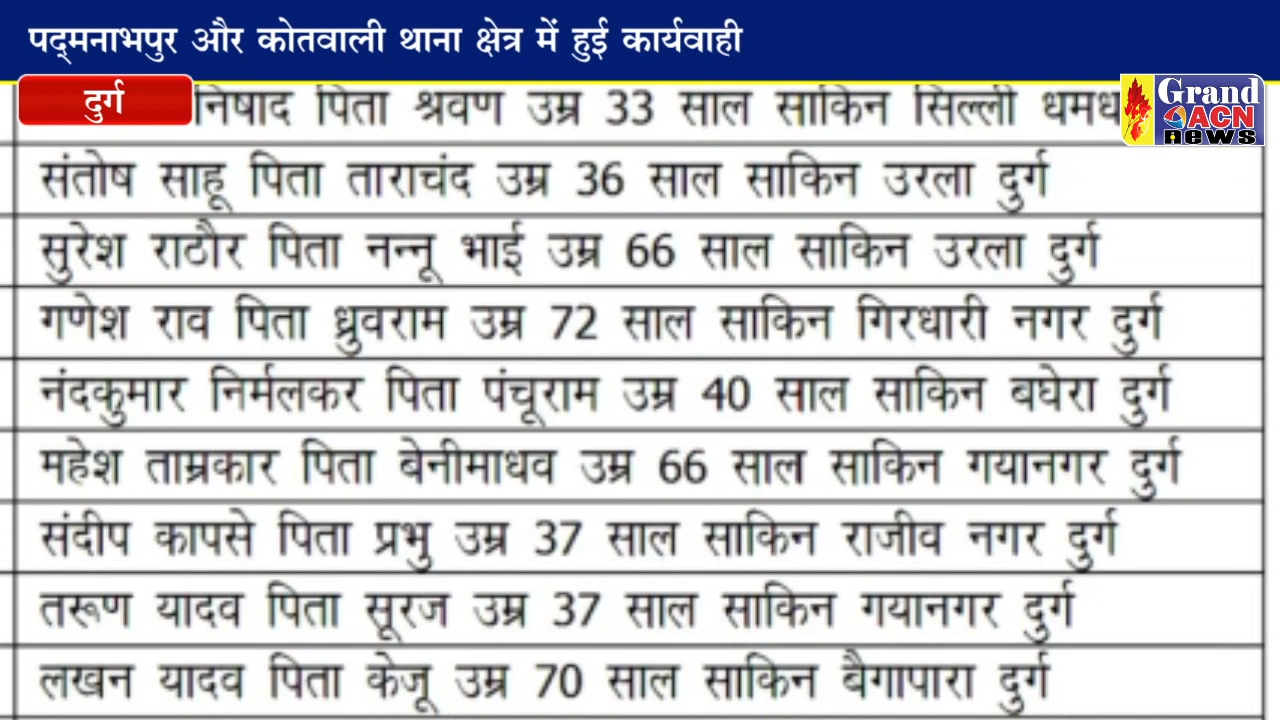 पद्मनाभपुर और कोतवाली थाना क्षेत्र में हुई कार्यवाही
दुर्ग
Grand
ACN
news
निषाद पिता श्रवण उम्र 33 साल साकिन सिल्ली
संतोष साहू पिता ताराचंद उम्र 36 साल साकिन उरला दुर्ग
सुरेश राठौर पिता नन्नू भाई उम्र 66 साल साकिन उरला दुर्ग
गणेश राव पिता ध्रुवराम उम्र 72 साल साकिन गिरधारी नगर दुर्ग
नंदकुमार निर्मलकर पिता पंचूराम उम्र 40 साल साकिन बघेरा दुर्ग
महेश ताम्रकार पिता बेनीमाधव उम्र 66 साल साकिन गयानगर दुर्ग
संदीप कापसे पिता प्रभु उम्र 37 साल साकिन राजीव नगर दुर्ग
तरूण यादव पिता सूरज उम्र 37 साल साकिन गयानगर दुर्ग
लखन यादव पिता केजू उम्र 70 साल साकिन बैगापारा दुर्ग